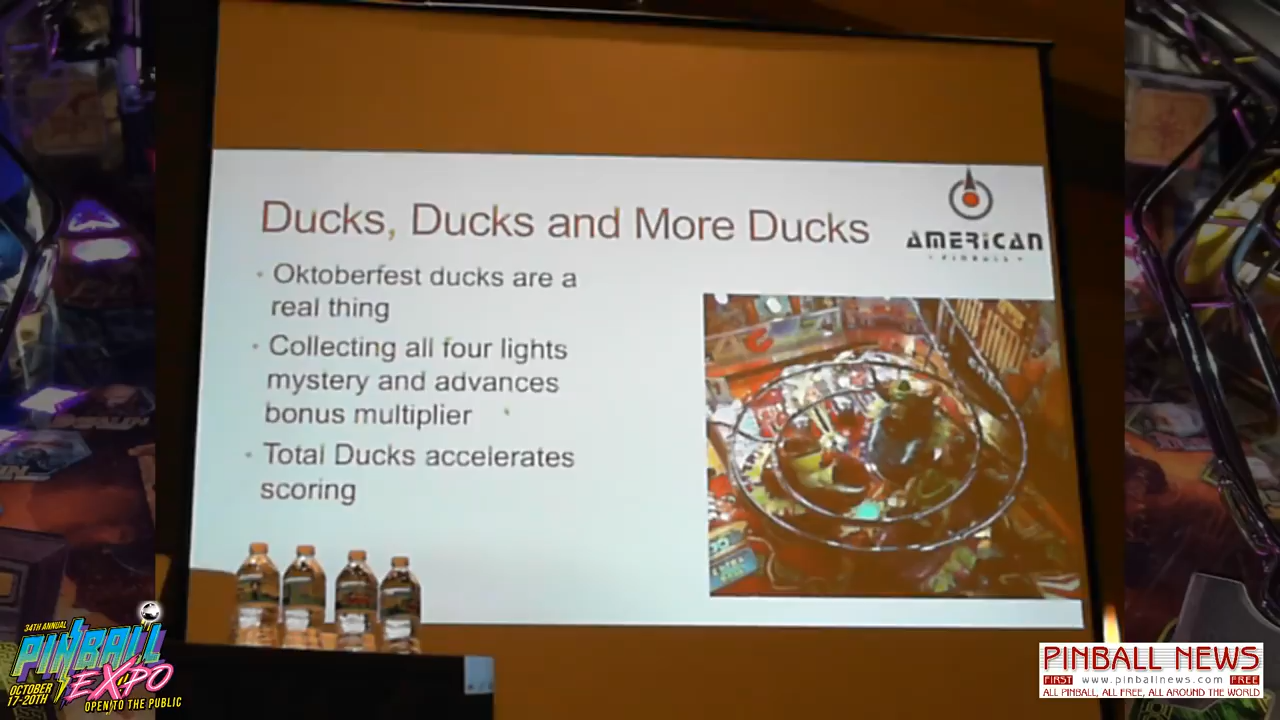 Ducks, Ducks and More Ducks
AMERICAN
PINBALL
Oktoberfest ducks are a
real thing
Collecting all four lights
mystery and advances
bonus multiplier
Total Ducks accelerates
scoring
34TH ANNUAL
PINBALL
EXPO
OCTOBER
17-20TH
OPEN TO THE PUBLIC
PINBALL NEWS
FIRST www.pinballnews.com FREE
ALL PINBALL, ALL FREE, ALL AROUND THE WORLD